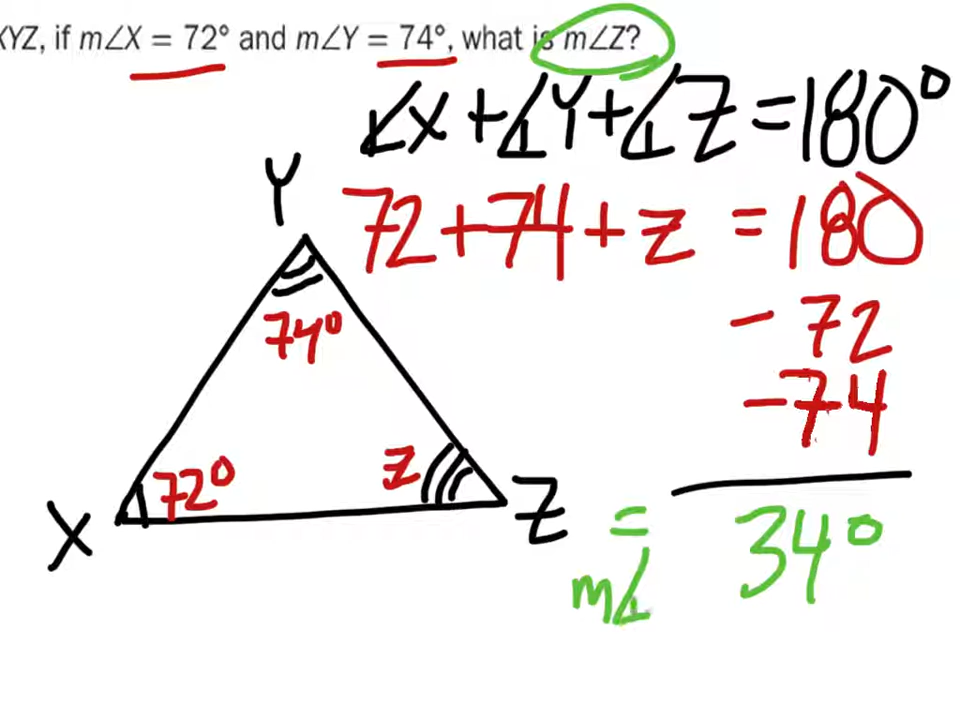 XYZ, if m∠X = 72° and m∠Y = 74°, what is m∠Z?
∠X + ∠Y + ∠Z = 180°
Y
72 + 74 + z = 180
74°
- 72
- 74
72°
z
X
Z
= 34°
m∠